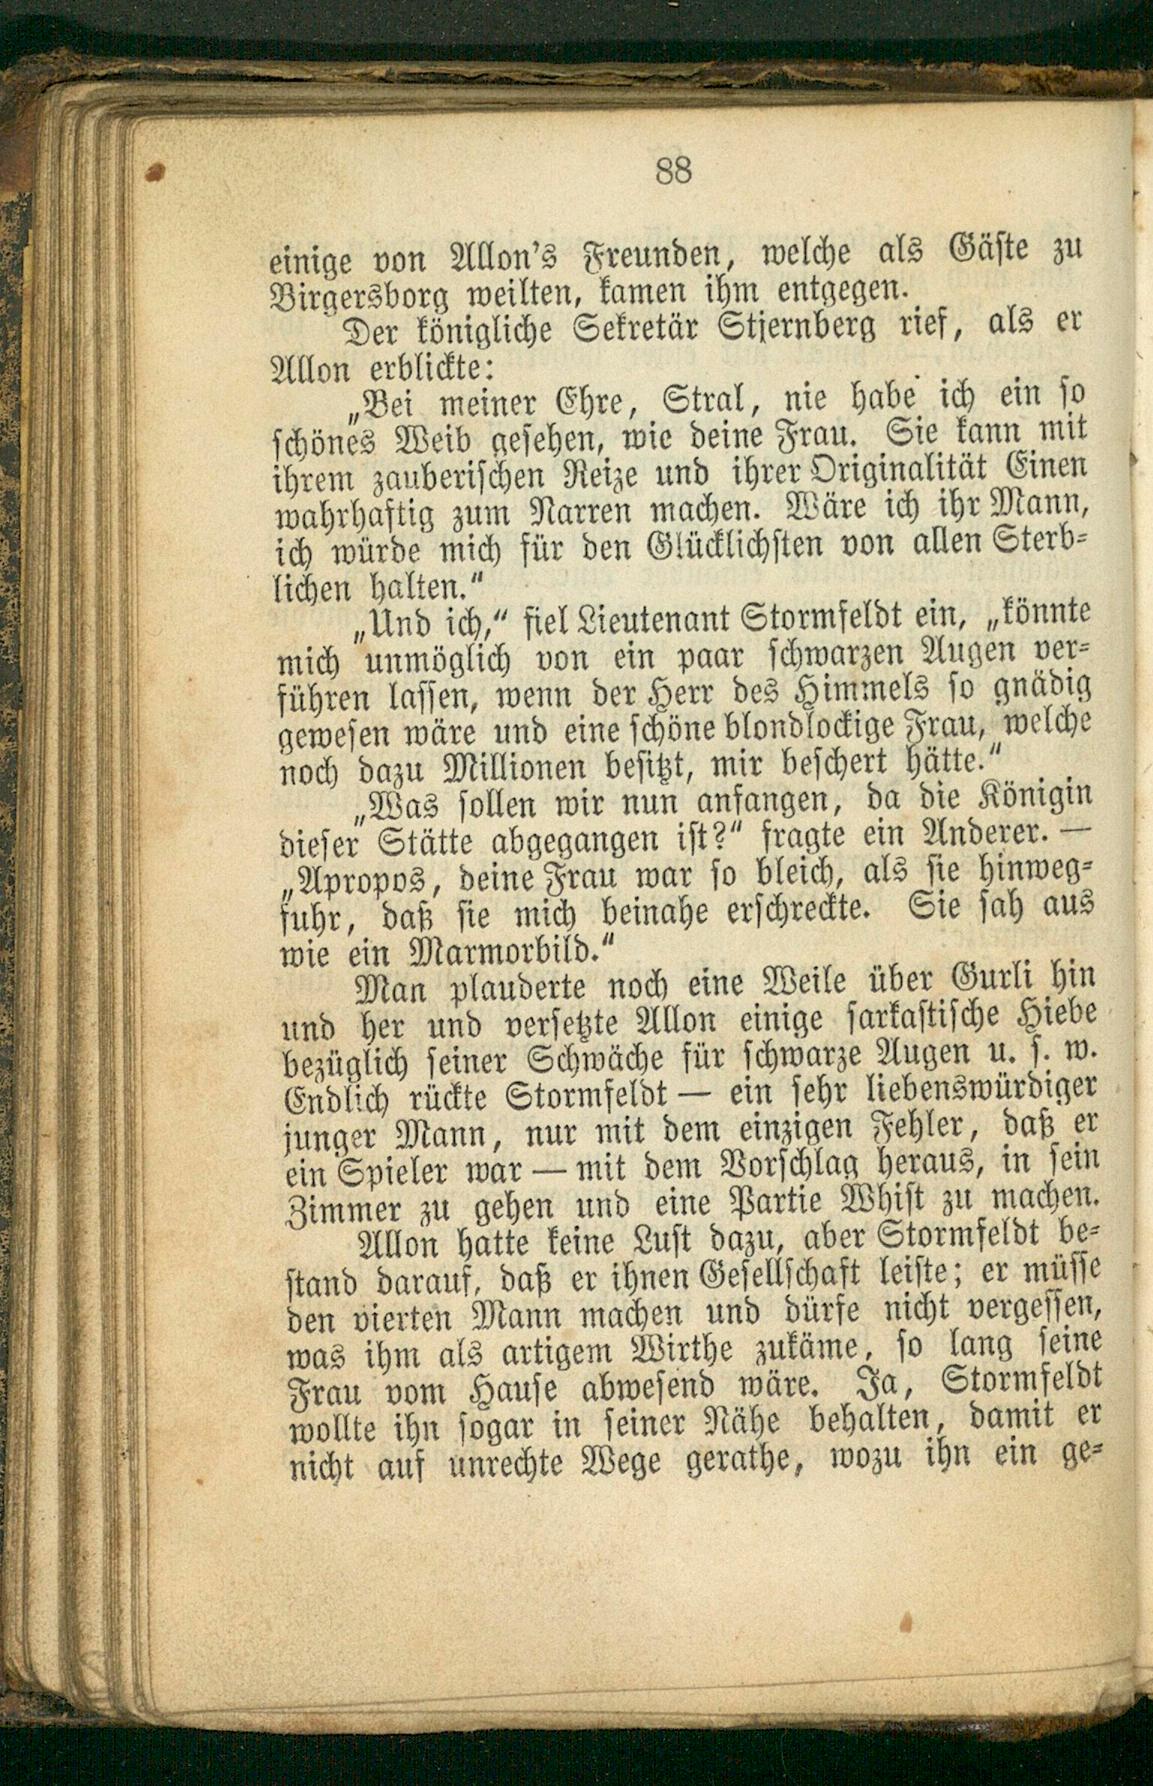 88
einige von Allon's Freunden, welche als Gäste zu
Birgersborg weilten, kamen ihm entgegen.
Der königliche Sekretär Stjernberg rief, als er
Allon erblickte:
„Bei meiner Ehre, Stral, nie habe ich ein so
schönes Weib gesehen, wie deine Frau. Sie kann mit
ihrem zauberischen Reize und ihrer Originalität Einen
wahrhaftig zum Narren machen. Wäre ich ihr Mann,
ich würde mich für den Glücklichsten von allen Sterb-
lichen halten.“
„Und ich,“ fiel Lieutenant Stormfeldt ein, „könnte
mich unmöglich von ein paar schwarzen Augen ver-
führen lassen, wenn der Herr des Himmels so gnädig
gewesen wäre und eine schöne blondlockige Frau, welche
noch dazu Millionen besitzt, mir beschert hätte.“
„Was sollen wir nun anfangen, da die Königin
dieser Stätte abgegangen ist?“ fragte ein Anderer. —
„Apropos, deine Frau war so bleich, als sie hinweg-
fuhr, daß sie mich beinahe erschreckte. Sie sah aus
wie ein Marmorbild.“
Man plauderte noch eine Weile über Gurli hin
und her und versetzte Allon einige sarkastische Hiebe
bezüglich seiner Schwäche für schwarze Augen u. s. w.
Endlich rückte Stormfeldt — ein sehr liebenswürdiger
junger Mann, nur mit dem einzigen Fehler, daß er
ein Spieler war — mit dem Vorschlag heraus, in sein
Zimmer zu gehen und eine Partie Whist zu machen.
Allon hatte keine Lust dazu, aber Stormfeldt be-
stand darauf, daß er ihnen Gesellschaft leiste; er müsse
den vierten Mann machen und dürfe nicht vergessen,
was ihm als artigem Wirthe zukäme, so lang seine
Frau vom Hause abwesend wäre. Ja, Stormfeldt
wollte ihn sogar in seiner Nähe behalten, damit er
nicht auf unrechte Wege gerathe, wozu ihn ein ge-